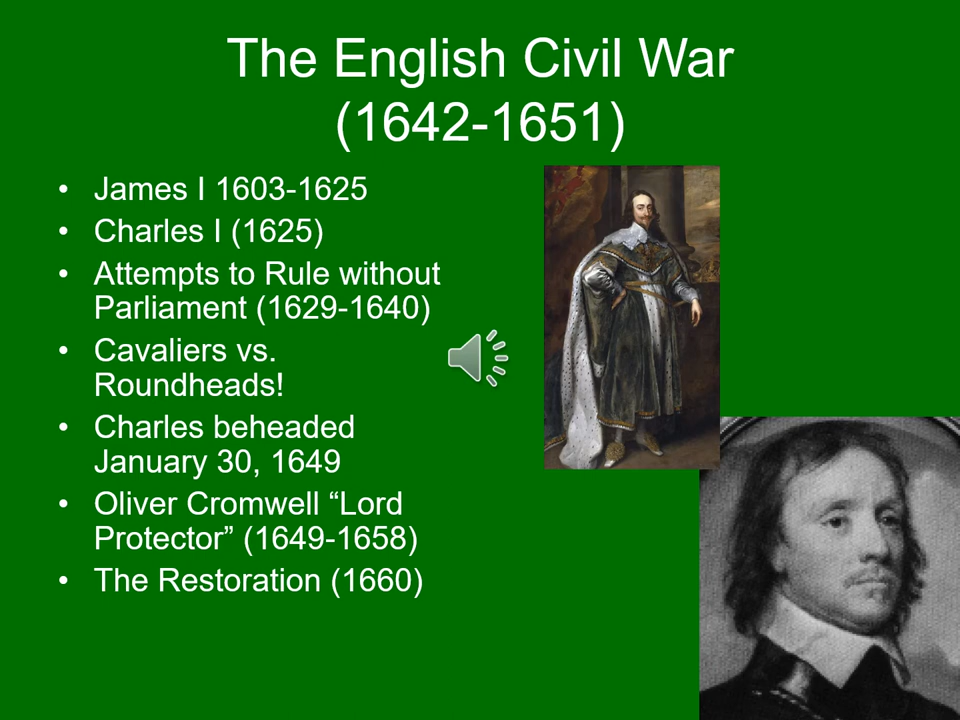 The English Civil War
(1642-1651)
• James I 1603-1625
• Charles I (1625)
• Attempts to Rule without
Parliament (1629-1640)
• Cavaliers vs.
Roundheads!
• Charles beheaded
January 30, 1649
• Oliver Cromwell “Lord
Protector” (1649-1658)
• The Restoration (1660)